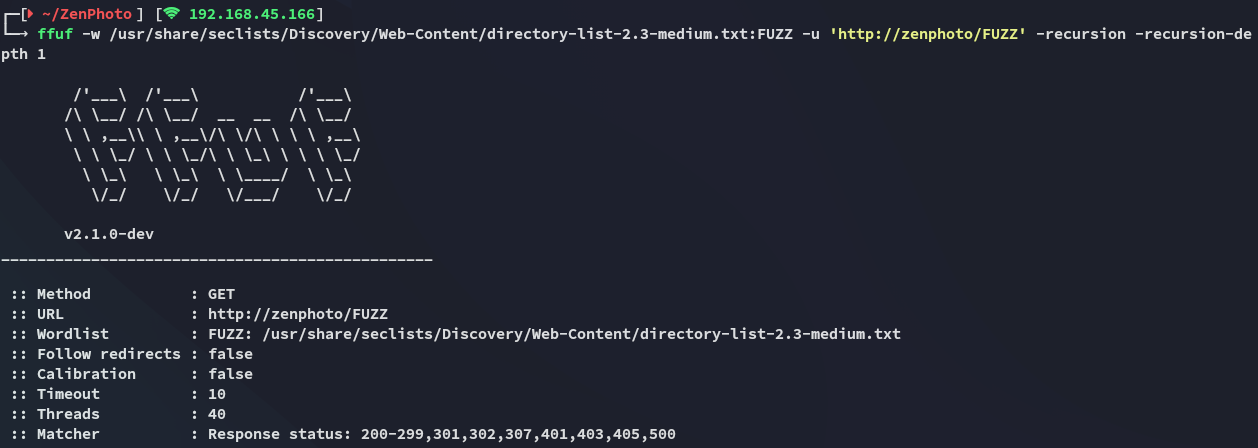 ┌─[⏵ ~/ZenPhoto ] [ 192.168.45.166]
└─→ ffuf -w /usr/share/seclists/Discovery/Web-Content/directory-list-2.3-medium.txt:FUZZ -u 'http://zenphoto/FUZZ' -recursion -recursion-de
pth 1

        /'___\  /'___\           /'___\
       /\ \__/ /\ \__/  __  __  /\ \__/
       \ \ ,__\\ \ ,__\/\ \/\ \ \ \ ,__\
        \ \ \_/ \ \ \_/\ \ \_\ \ \ \ \_/
         \ \_\   \ \_\  \ \____/  \ \_\
          \/_/    \/_/   \/___/    \/_/

       v2.1.0-dev
________________________________________________

 :: Method           : GET
 :: URL              : http://zenphoto/FUZZ
 :: Wordlist         : FUZZ: /usr/share/seclists/Discovery/Web-Content/directory-list-2.3-medium.txt
 :: Follow redirects : false
 :: Calibration      : false
 :: Timeout          : 10
 :: Threads          : 40
 :: Matcher          : Response status: 200-299,301,302,307,401,403,405,500